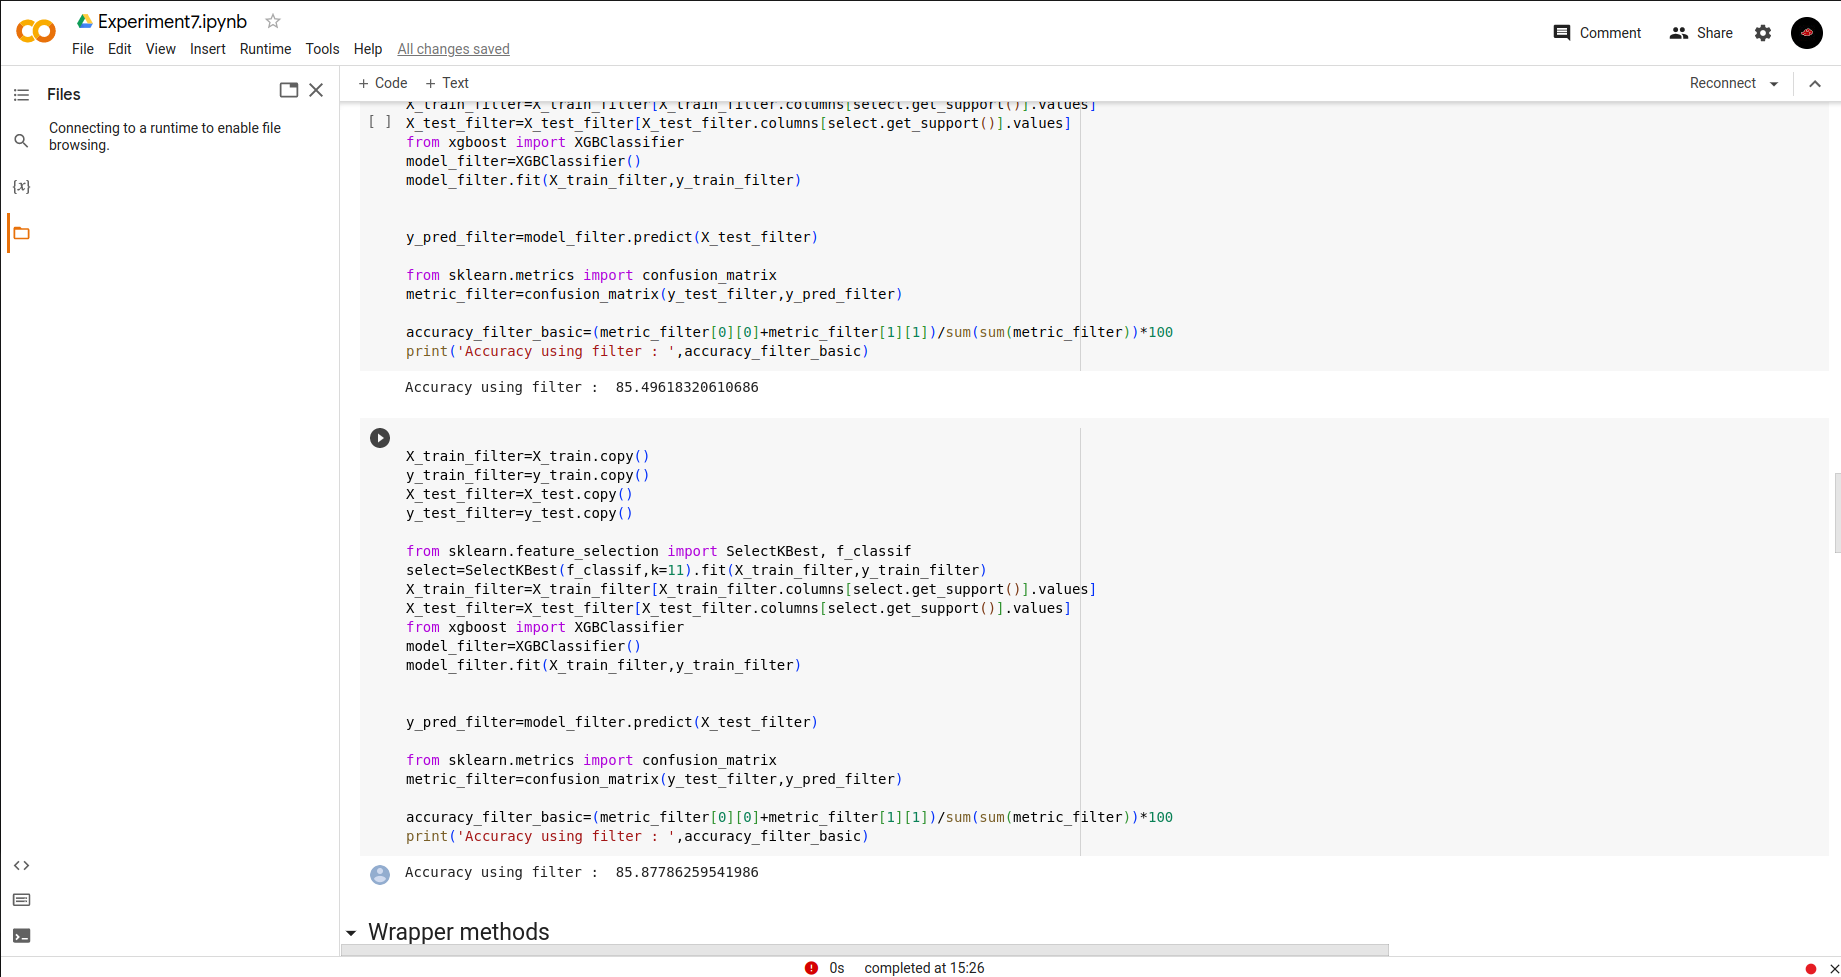 Experiment7.ipynb
File Edit View Insert Runtime Tools Help All changes saved
Comment Share
Files
Connecting to a runtime to enable file
browsing.
{x}
+ Code + Text
Reconnect
X_train_filter=X_train_filter[X_train_filter.columns[select.get_support()].values]
[ ] X_test_filter=X_test_filter[X_test_filter.columns[select.get_support()].values]
from xgboost import XGBClassifier
model_filter=XGBClassifier()
model_filter.fit(X_train_filter,y_train_filter)
y_pred_filter=model_filter.predict(X_test_filter)
from sklearn.metrics import confusion_matrix
metric_filter=confusion_matrix(y_test_filter,y_pred_filter)
accuracy_filter_basic=(metric_filter[0][0]+metric_filter[1][1])/sum(sum(metric_filter))*100
print('Accuracy using filter : ',accuracy_filter_basic)
Accuracy using filter :  85.49618320610686
X_train_filter=X_train.copy()
y_train_filter=y_train.copy()
X_test_filter=X_test.copy()
y_test_filter=y_test.copy()
from sklearn.feature_selection import SelectKBest, f_classif
select=SelectKBest(f_classif,k=11).fit(X_train_filter,y_train_filter)
X_train_filter=X_train_filter[X_train_filter.columns[select.get_support()].values]
X_test_filter=X_test_filter[X_test_filter.columns[select.get_support()].values]
from xgboost import XGBClassifier
model_filter=XGBClassifier()
model_filter.fit(X_train_filter,y_train_filter)
y_pred_filter=model_filter.predict(X_test_filter)
from sklearn.metrics import confusion_matrix
metric_filter=confusion_matrix(y_test_filter,y_pred_filter)
accuracy_filter_basic=(metric_filter[0][0]+metric_filter[1][1])/sum(sum(metric_filter))*100
print('Accuracy using filter : ',accuracy_filter_basic)
Accuracy using filter :  85.87786259541986
Wrapper methods
0s completed at 15:26